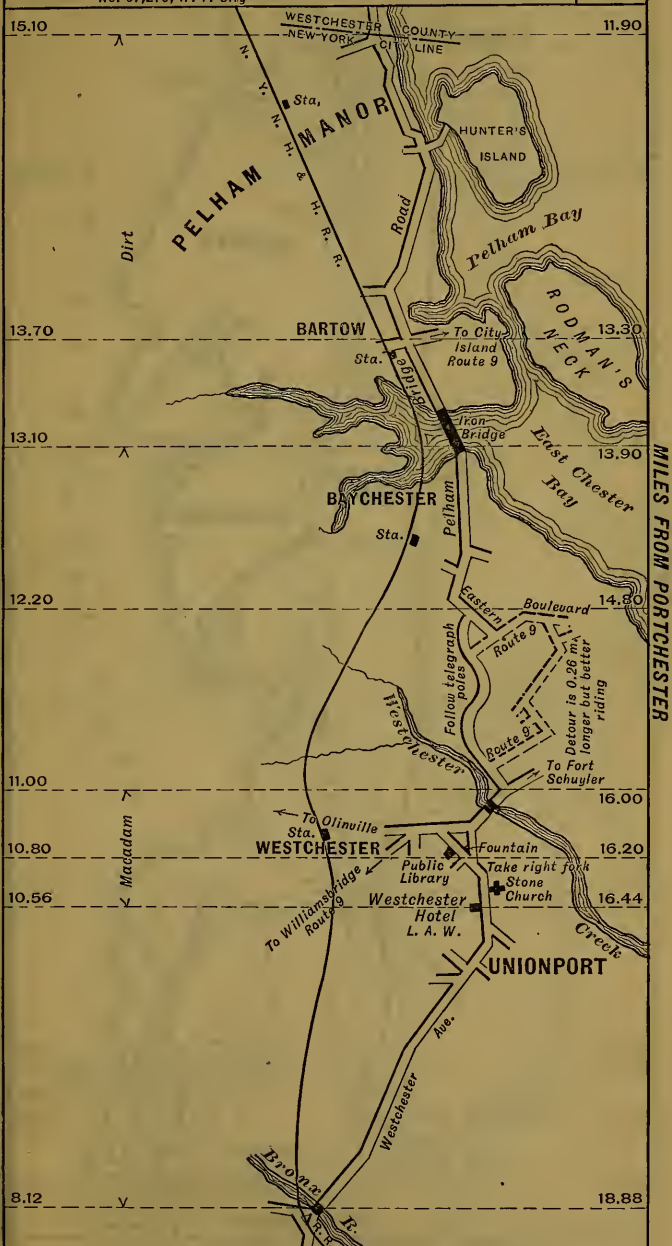 15.10
WESTCHESTER COUNTY
NEW YORK CITY LINE
11.90
N. Y. N. H. & H. R. R.
Sta,
PELHAM MANOR
HUNTER'S
ISLAND
Dirt
Road
Pelham Bay
RODMAN'S
NECK
13.70
BARTOW
To City
Island
Route 9
13.30
Sta.
Bridge
Iron
Bridge
13.10
13.90
East Chester
Bay
BAYCHESTER
Pelham
Sta.
MILES FROM PORTCHESTER
12.20
Eastern Boulevard
14.80
Route 9
Follow telegraph
poles
Detour is 0.26 m.
longer but better
riding
Route 9
Westchester
To Fort
Schuyler
11.00
16.00
To Olinville
Sta.
Macadam
WESTCHESTER
Fountain
10.80
16.20
Public
Library
Take right fork
Stone
Church
To Williamsbridge
Route 9
Westchester
Hotel
L. A. W.
10.56
16.44
Creek
UNIONPORT
Westchester Ave.
Bronx R.
8.12
18.88
R. R.